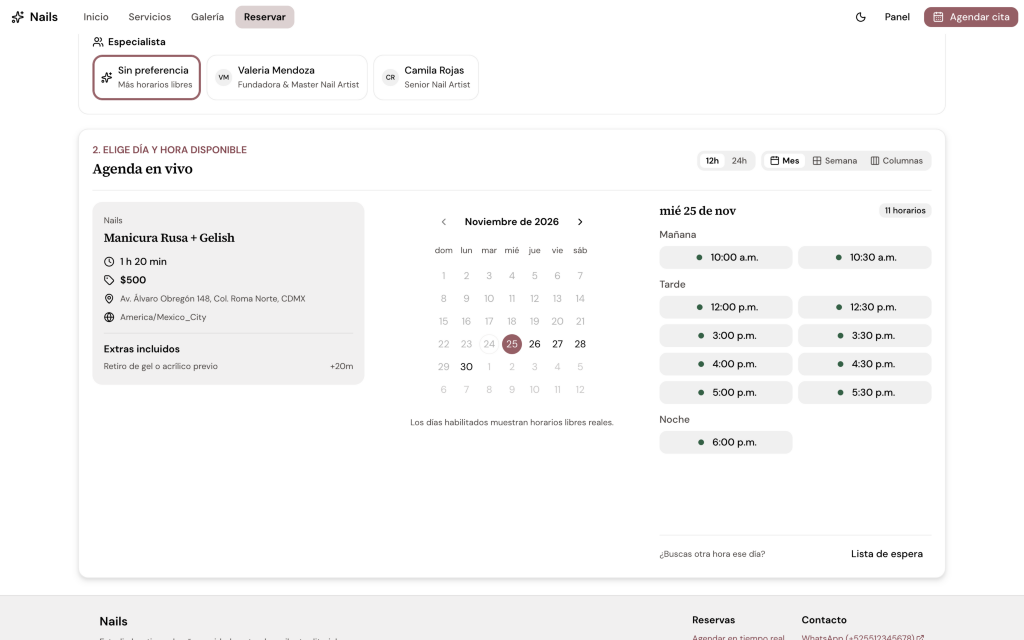 Nails Inicio Servicios Galería Reservar Panel Agendar cita
Especialista
Sin preferencia
Más horarios libres
VM
Valeria Mendoza
Fundadora & Master Nail Artist
CR
Camila Rojas
Senior Nail Artist
2. ELIGE DÍA Y HORA DISPONIBLE
Agenda en vivo
12h 24h Mes Semana Columnas
Nails
Manicura Rusa + Gelish
1 h 20 min
$500
Av. Álvaro Obregón 148, Col. Roma Norte, CDMX
America/Mexico_City
Extras incluidos
Retiro de gel o acrílico previo +20m
Noviembre de 2026
dom lun mar mié jue vie sáb
1 2 3 4 5 6 7
8 9 10 11 12 13 14
15 16 17 18 19 20 21
22 23 24 25 26 27 28
29 30 1 2 3 4 5
6 7 8 9 10 11 12
Los días habilitados muestran horarios libres reales.
mié 25 de nov 11 horarios
Mañana
10:00 a.m. 10:30 a.m.
Tarde
12:00 p.m. 12:30 p.m.
3:00 p.m. 3:30 p.m.
4:00 p.m. 4:30 p.m.
5:00 p.m. 5:30 p.m.
Noche
6:00 p.m.
¿Buscas otra hora ese día? Lista de espera
Nails
Reservas
Agendar en tiempo real
Contacto
WhatsApp (+525512345678)